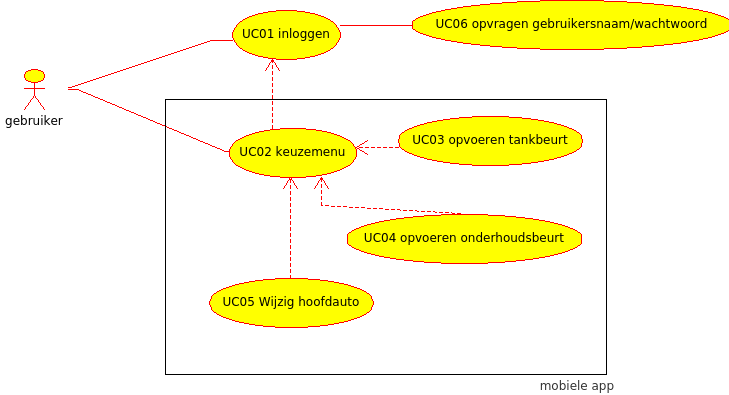 UC06 opvragen gebruikersnaam/wachtwoord
UC01 inloggen
gebruiker
UC03 opvoeren tankbeurt
UC02 keuzemenu
UC04 opvoeren onderhoudsbeurt
UC05 Wijzig hoofdauto
mobiele app